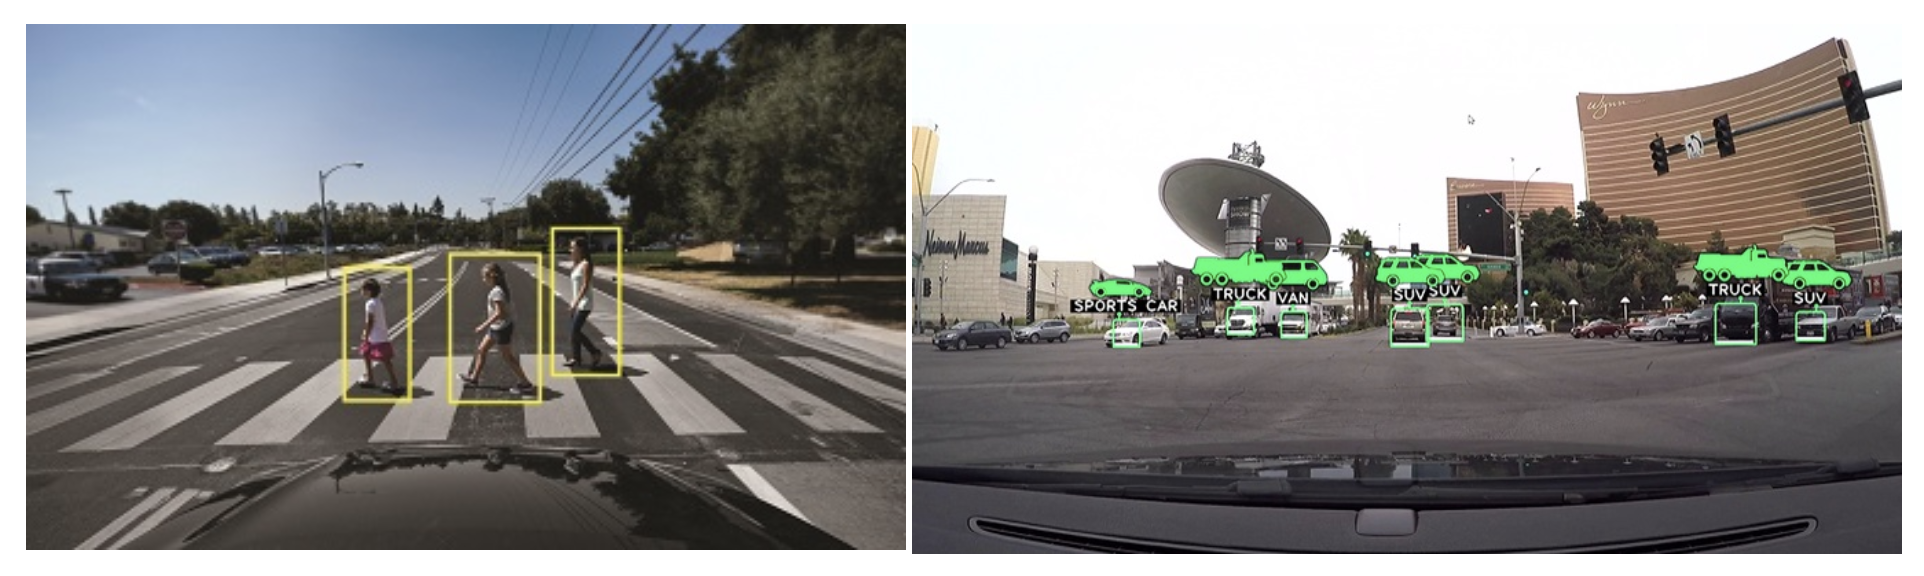 Wynn
Neiman Marcus
SPORTS CAR
TRUCK
VAN
SUV
SUV
TRUCK
SUV